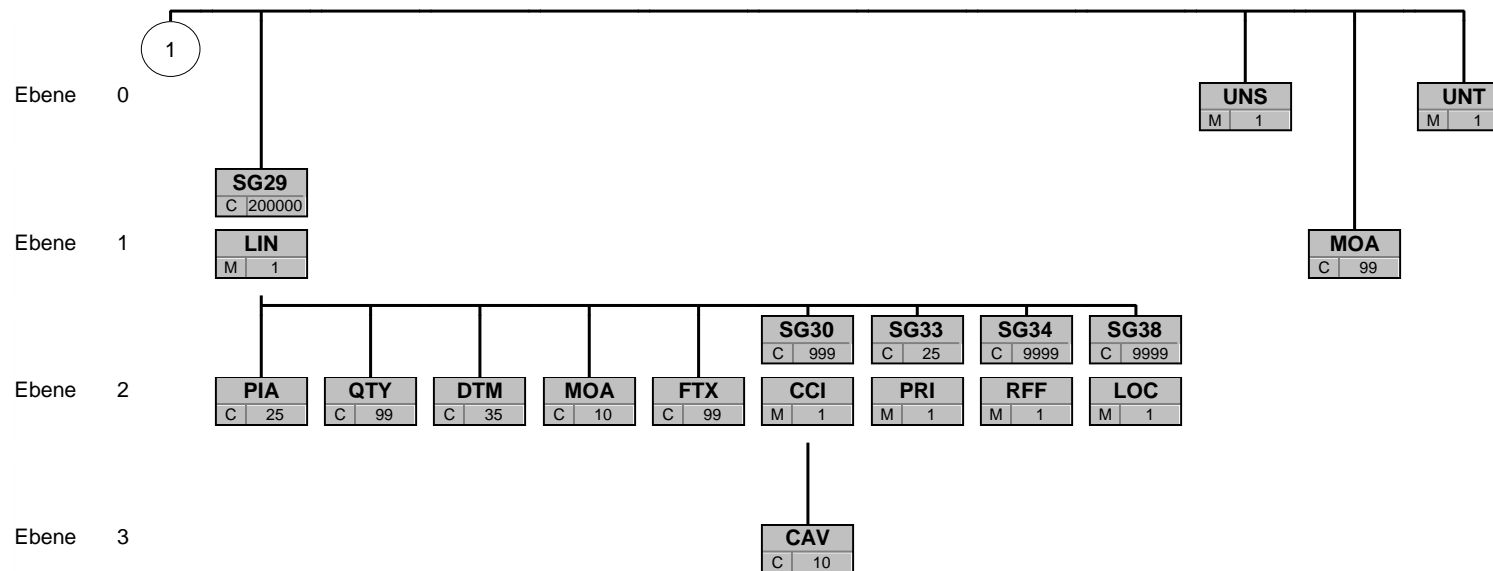 1
Ebene 0
UNS UNT
M 1 M 1
SG29
C 200000
Ebene 1
LIN MOA
M 1 C 99
SG30 SG33 SG34 SG38
C 999 C 25 C 9999 C 9999
Ebene 2
PIA QTY DTM MOA FTX CCI PRI RFF LOC
C 25 C 99 C 35 C 10 C 99 M 1 M 1 M 1 M 1
Ebene 3
CAV
C 10